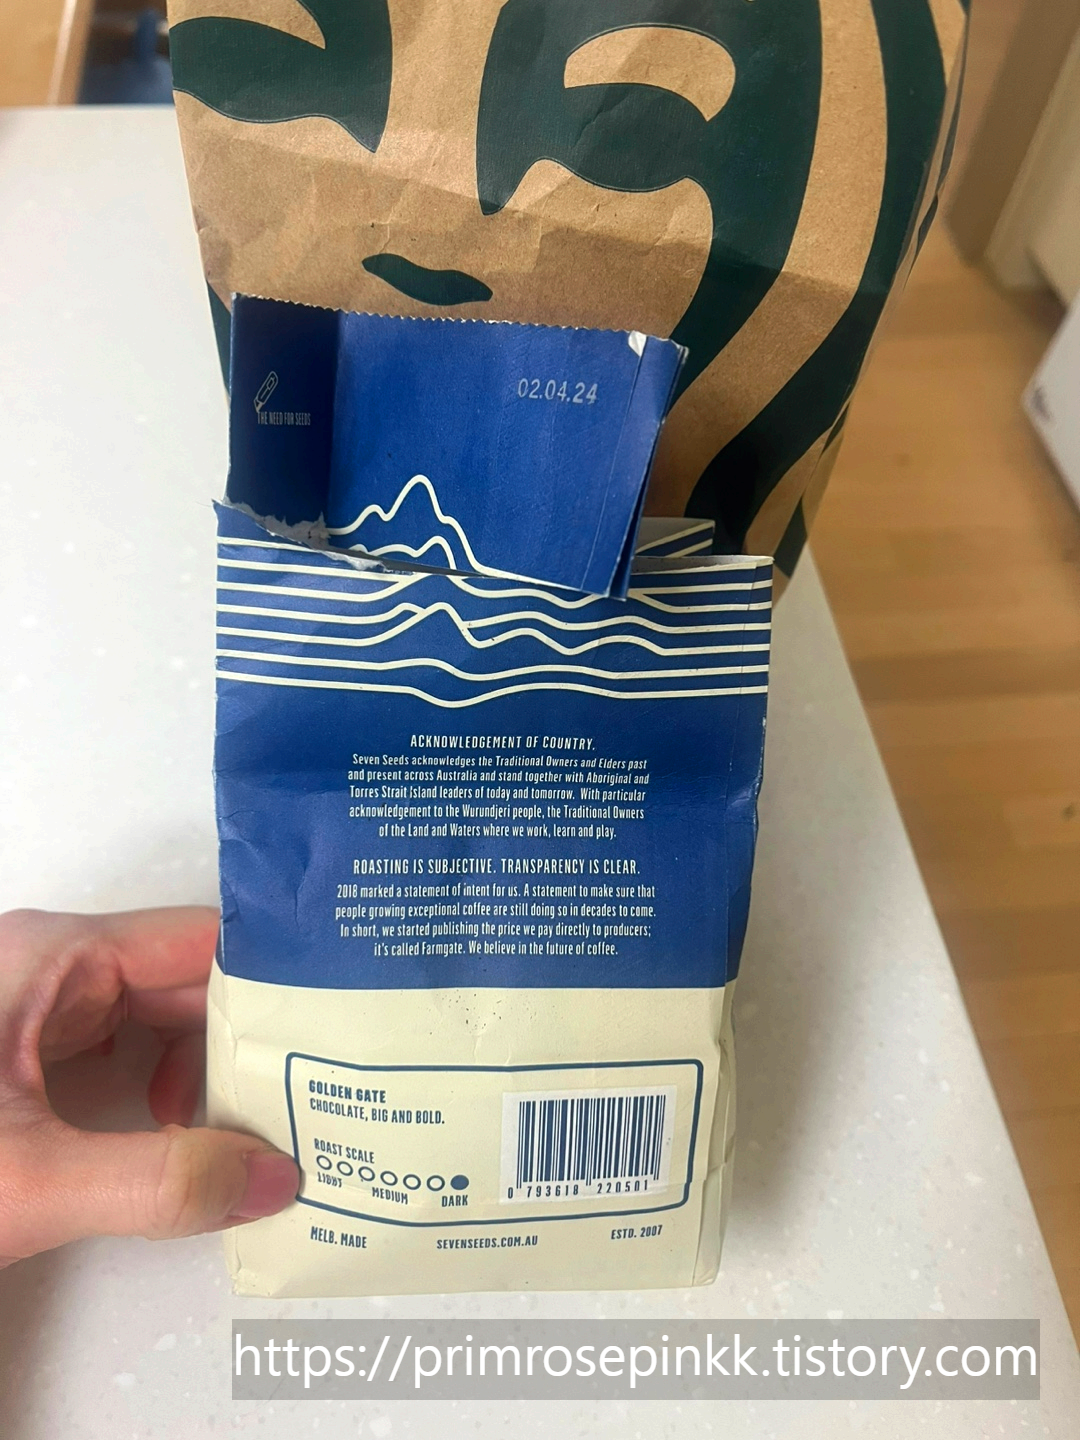 02.04.24
THE NEED FOR SEEDS
ACKNOWLEDGEMENT OF COUNTRY.
Seven Seeds acknowledges the Traditional Owners and Elders past
and present across Australia and stand together with Aboriginal and
Torres Strait Island leaders of today and tomorrow. With particular
acknowledgement to the Wurundjeri people, the Traditional Owners
of the Land and Waters where we work, learn and play.
ROASTING IS SUBJECTIVE. TRANSPARENCY IS CLEAR.
2018 marked a statement of intent for us. A statement to make sure that
people growing exceptional coffee are still doing so in decades to come.
In short, we started publishing the price we pay directly to producers;
it's called Farmgate. We believe in the future of coffee.
GOLDEN GATE
CHOCOLATE, BIG AND BOLD.
ROAST SCALE
LIGHT MEDIUM DARK
0 793618 220501
MELB. MADE SEVENSEEDS.COM.AU ESTD. 2007
https://primrosepinkk.tistory.com